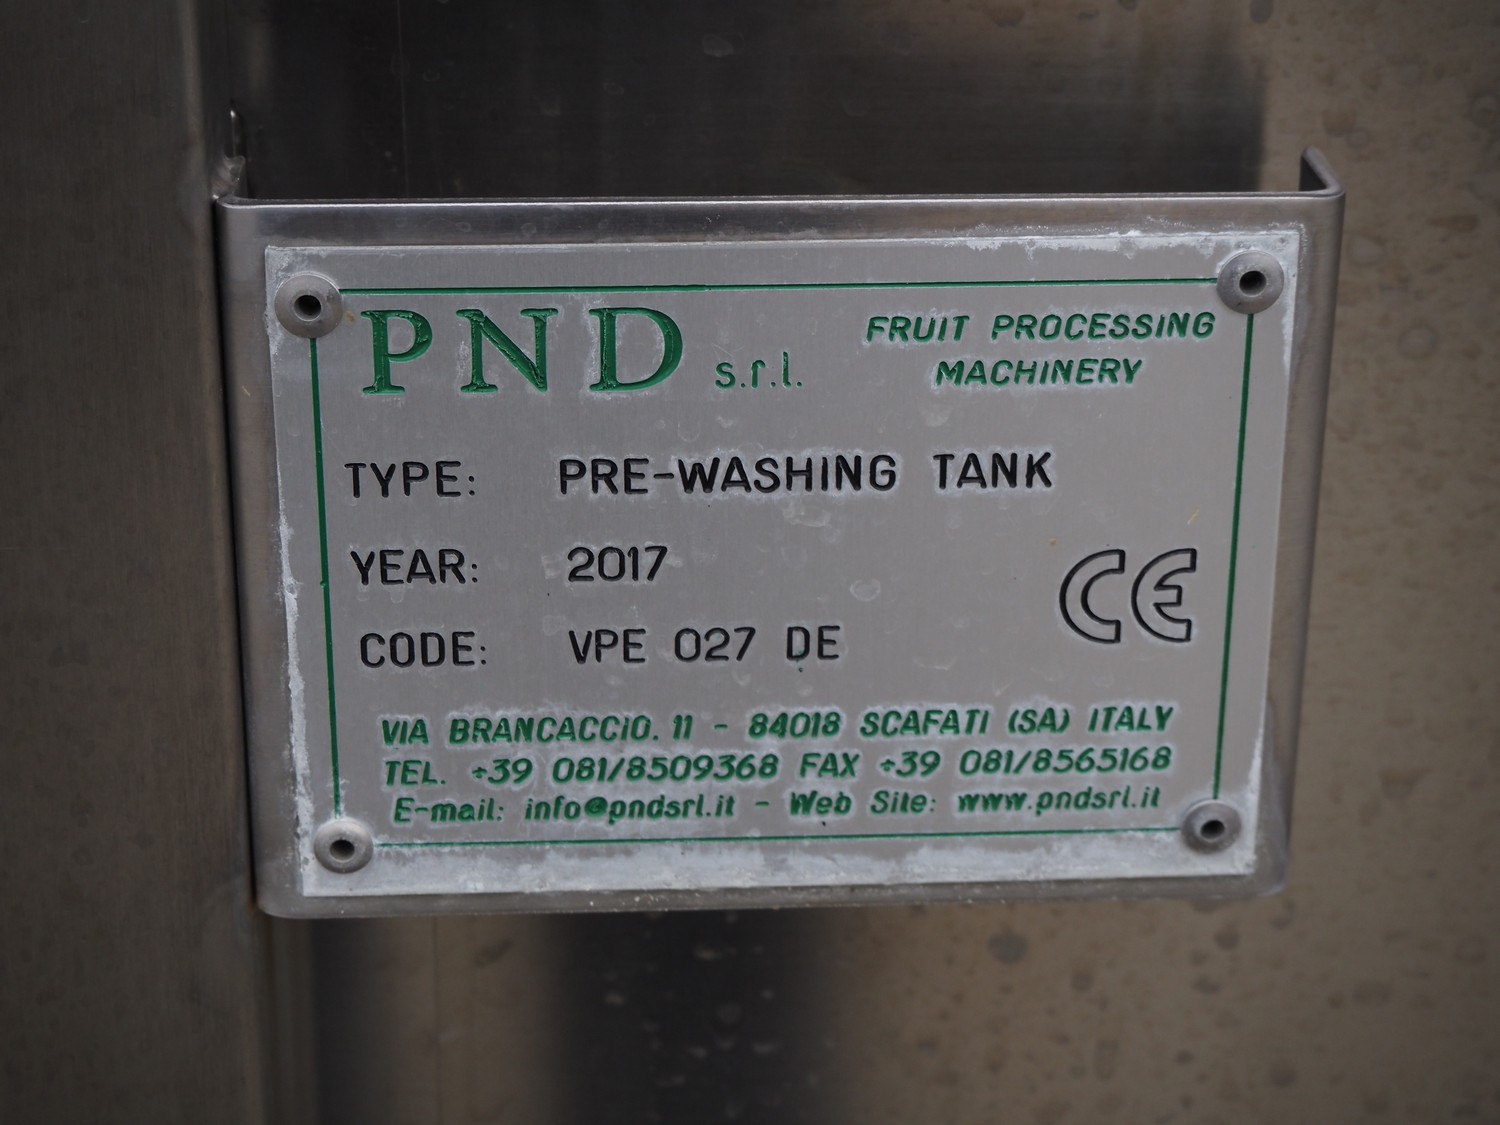 PND s.r.l.
FRUIT PROCESSING
MACHINERY
TYPE: PRE-WASHING TANK
YEAR: 2017
CODE: VPE 027 DE
CE
VIA BRANCACCIO, 11 - 84018 SCAFATI (SA) ITALY
TEL. +39 081/8509368 FAX +39 081/8565168
E-mail: info@pndsrl.it - Web Site: www.pndsrl.it